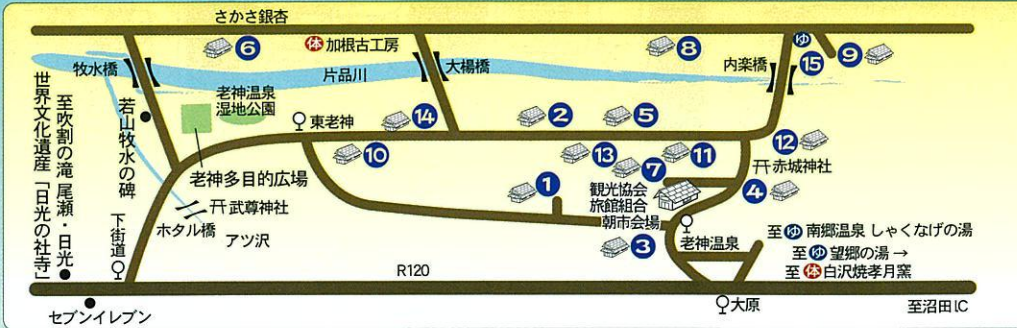 さかさ銀杏
⑥
㊡ 加根古工房
⑧
ゆ
⑨
⑮
牧水橋
片品川
大楊橋
内楽橋
老神温泉
湿地公園
若山牧水の碑
東老神
⑭
②
⑤
⑫
世界文化遺産「日光の社寺」
至吹割の滝 尾瀬・日光
老神多目的広場
⑩
⑬
⑦
⑪
赤城神社
①
観光協会
旅館組合
朝市会場
④
武尊神社
ホタル橋
アツ沢
下街道
③
老神温泉
至 ゆ 南郷温泉 しゃくなげの湯
至 ゆ 望郷の湯 →
至 体 白沢焼孝月窯
R120
大原
至沼田IC
セブンイレブン